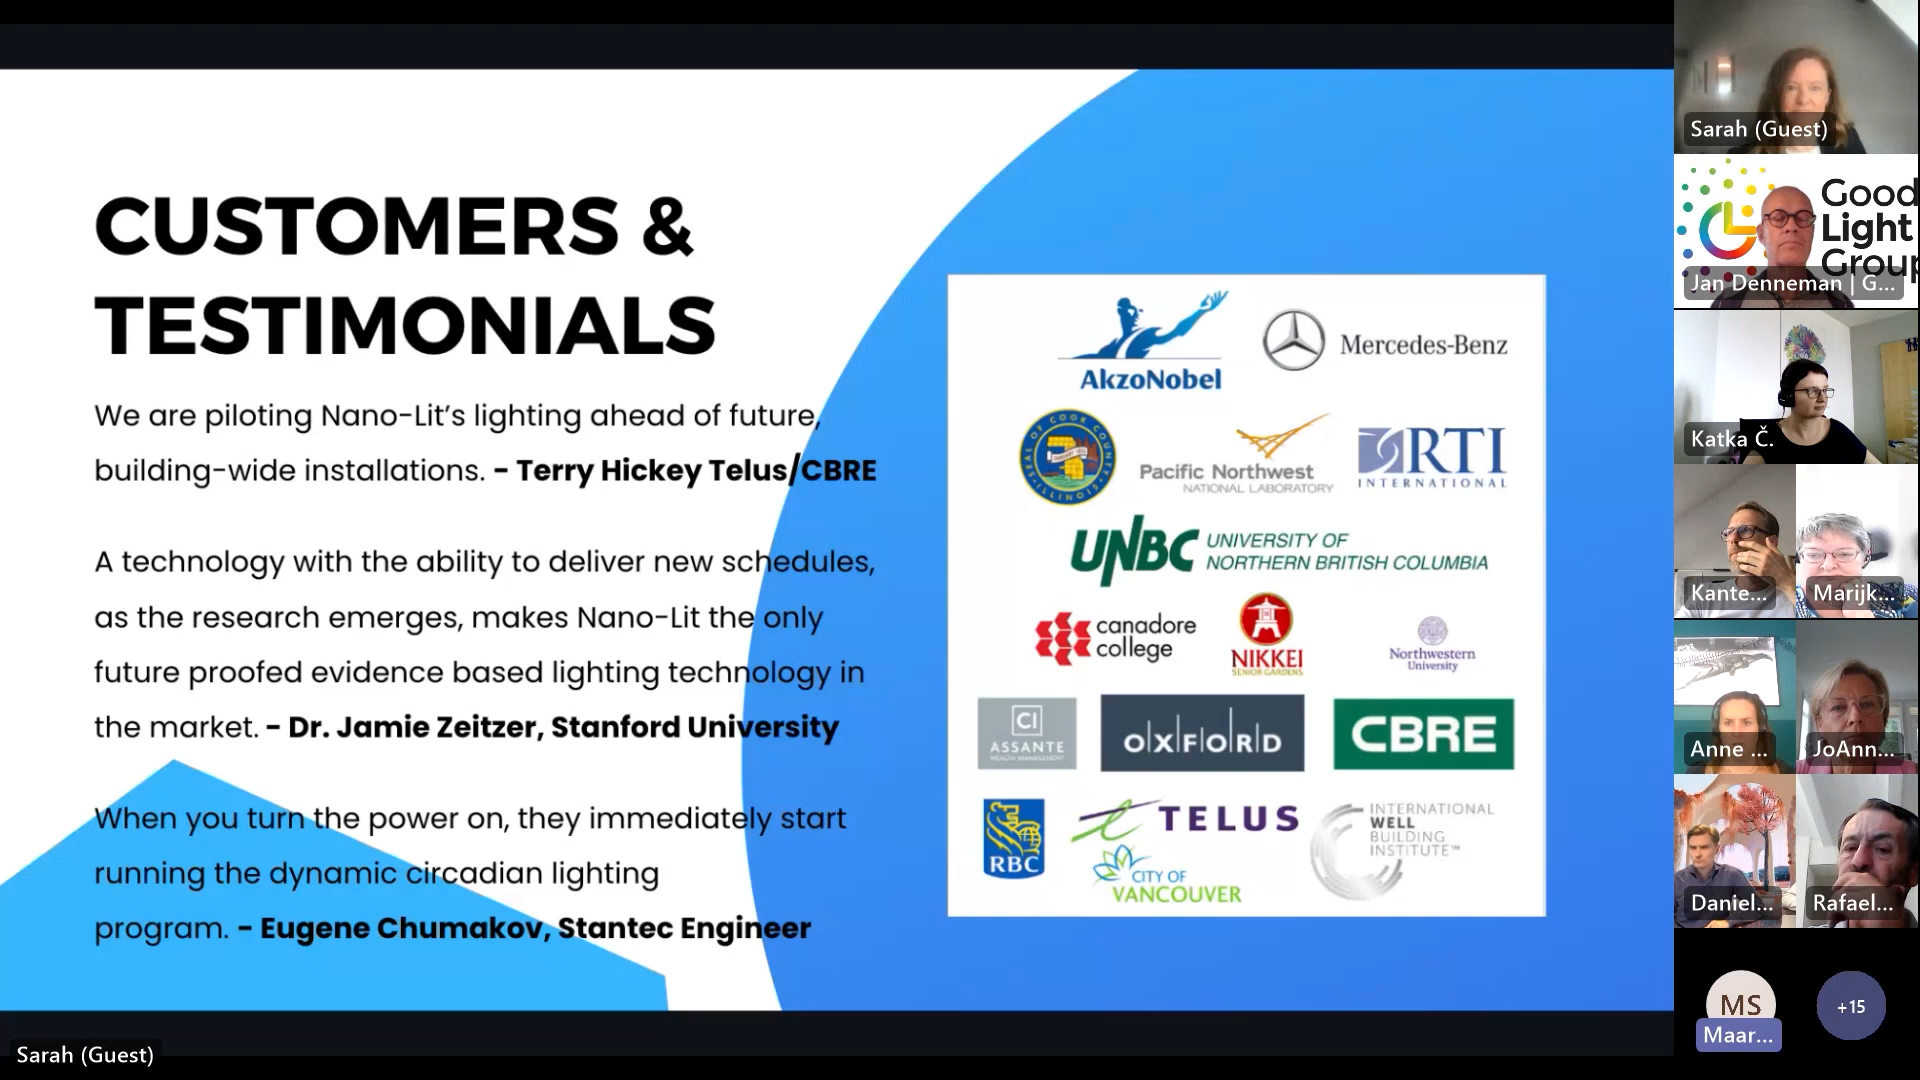 CUSTOMERS &
TESTIMONIALS
We are piloting Nano-Lit's lighting ahead of future,
building-wide installations. - Terry Hickey Telus/CBRE
A technology with the ability to deliver new schedules,
as the research emerges, makes Nano-Lit the only
future proofed evidence based lighting technology in
the market. - Dr. Jamie Zeitzer, Stanford University
When you turn the power on, they immediately start
running the dynamic circadian lighting
program. - Eugene Chumakov, Stantec Engineer
AkzoNobel
Mercedes-Benz
SEAL OF COOK COUNTY
ILLINOIS
Pacific Northwest
NATIONAL LABORATORY
RTI
INTERNATIONAL
UNBC
UNIVERSITY OF
NORTHERN BRITISH COLUMBIA
canadore
college
NIKKEI
SENIOR GARDENS
Northwestern
University
CI
ASSANTE
WEALTH MANAGEMENT
OXFORD
CBRE
RBC
TELUS
CITY OF
VANCOUVER
INTERNATIONAL
WELL
BUILDING
INSTITUTE™
Sarah (Guest)
Sarah (Guest)
Good
Light
Group
Jan Denneman | G...
Katka Č.
Kante...
Marijk...
Anne ...
JoAnn...
Daniel...
Rafael...
MS
Maar...
+15